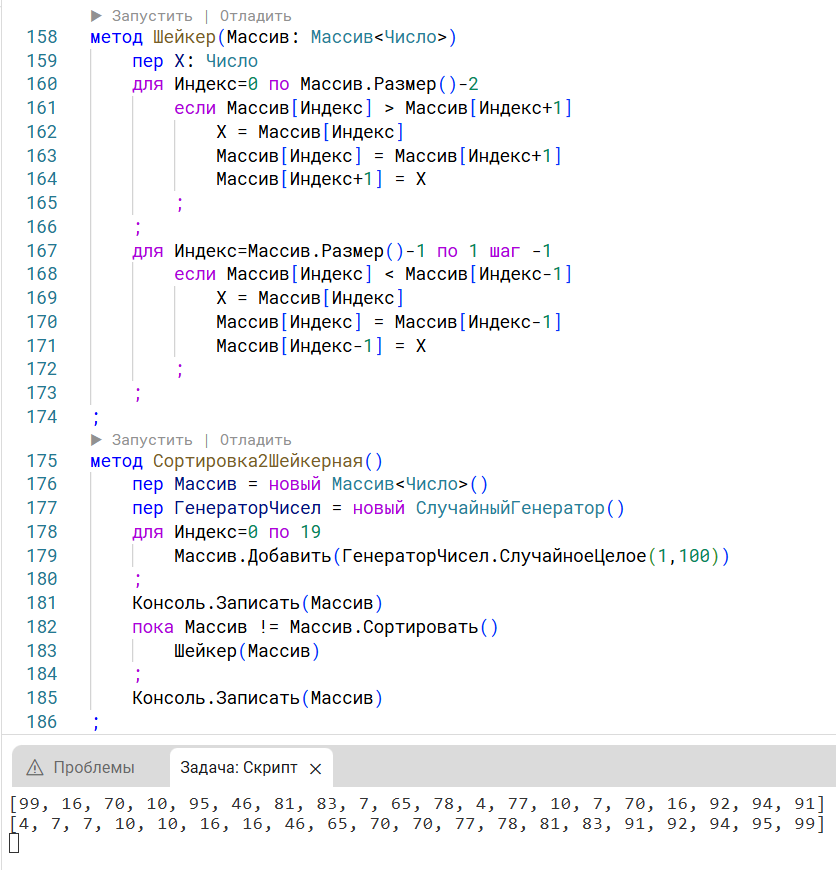 ▶ Запустить | Отладить
158 метод Шейкер(Массив: Массив<Число>)
159 пер X: Число
160 для Индекс=0 по Массив.Размер()-2
161 если Массив[Индекс] > Массив[Индекс+1]
162 X = Массив[Индекс]
163 Массив[Индекс] = Массив[Индекс+1]
164 Массив[Индекс+1] = X
165 ;
166 ;
167 для Индекс=Массив.Размер()-1 по 1 шаг -1
168 если Массив[Индекс] < Массив[Индекс-1]
169 X = Массив[Индекс]
170 Массив[Индекс] = Массив[Индекс-1]
171 Массив[Индекс-1] = X
172 ;
173 ;
174 ;
▶ Запустить | Отладить
175 метод Сортировка2Шейкерная()
176 пер Массив = новый Массив<Число>()
177 пер ГенераторЧисел = новый СлучайныйГенератор()
178 для Индекс=0 по 19
179 Массив.Добавить(ГенераторЧисел.СлучайноеЦелое(1,100))
180 ;
181 Консоль.Записать(Массив)
182 пока Массив != Массив.Сортировать()
183 Шейкер(Массив)
184 ;
185 Консоль.Записать(Массив)
186 ;
Проблемы Задача: Скрипт ×
[99, 16, 70, 10, 95, 46, 81, 83, 7, 65, 78, 4, 77, 10, 7, 70, 16, 92, 94, 91]
[4, 7, 7, 10, 10, 16, 16, 46, 65, 70, 70, 77, 78, 81, 83, 91, 92, 94, 95, 99]